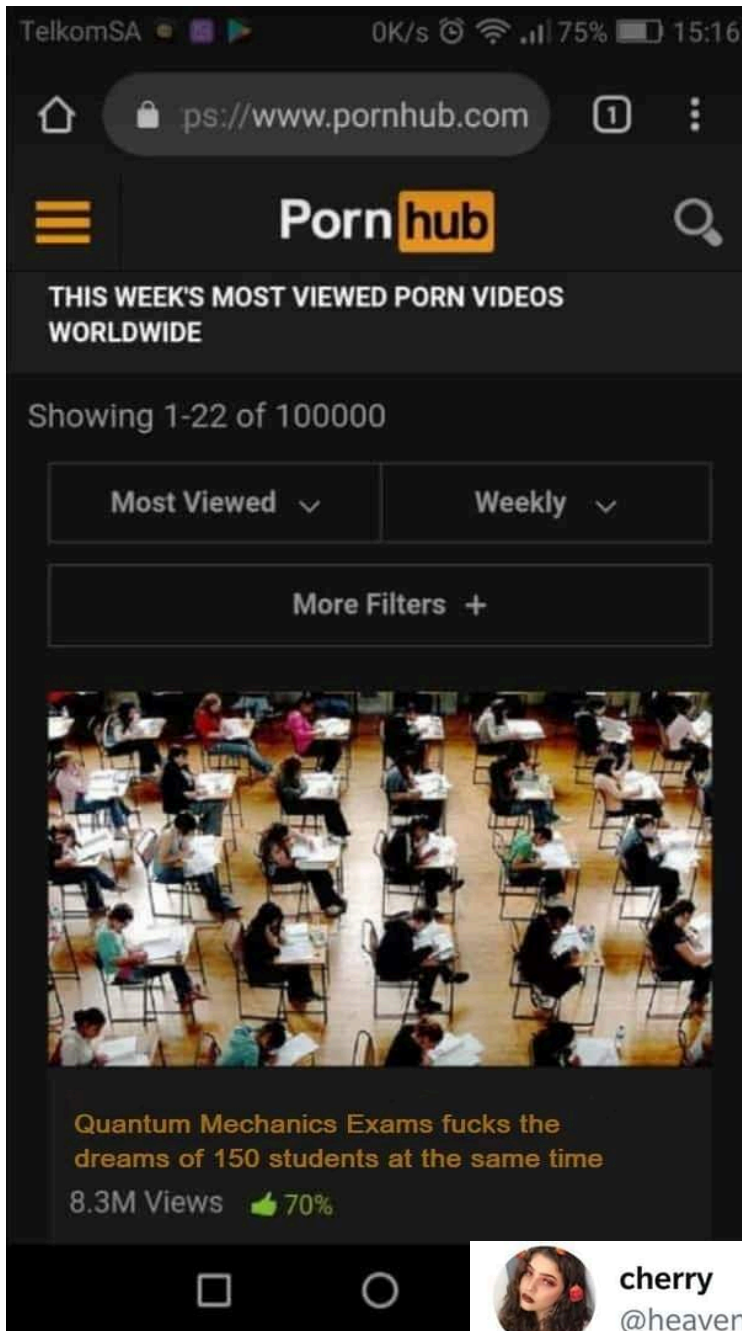 TelkomSA 0K/s 75% 15:16
ps://www.pornhub.com 1
Porn hub
THIS WEEK'S MOST VIEWED PORN VIDEOS
WORLDWIDE
Showing 1-22 of 100000
Most Viewed Weekly
More Filters +
Quantum Mechanics Exams fucks the
dreams of 150 students at the same time
8.3M Views 70%
cherry
@heaven